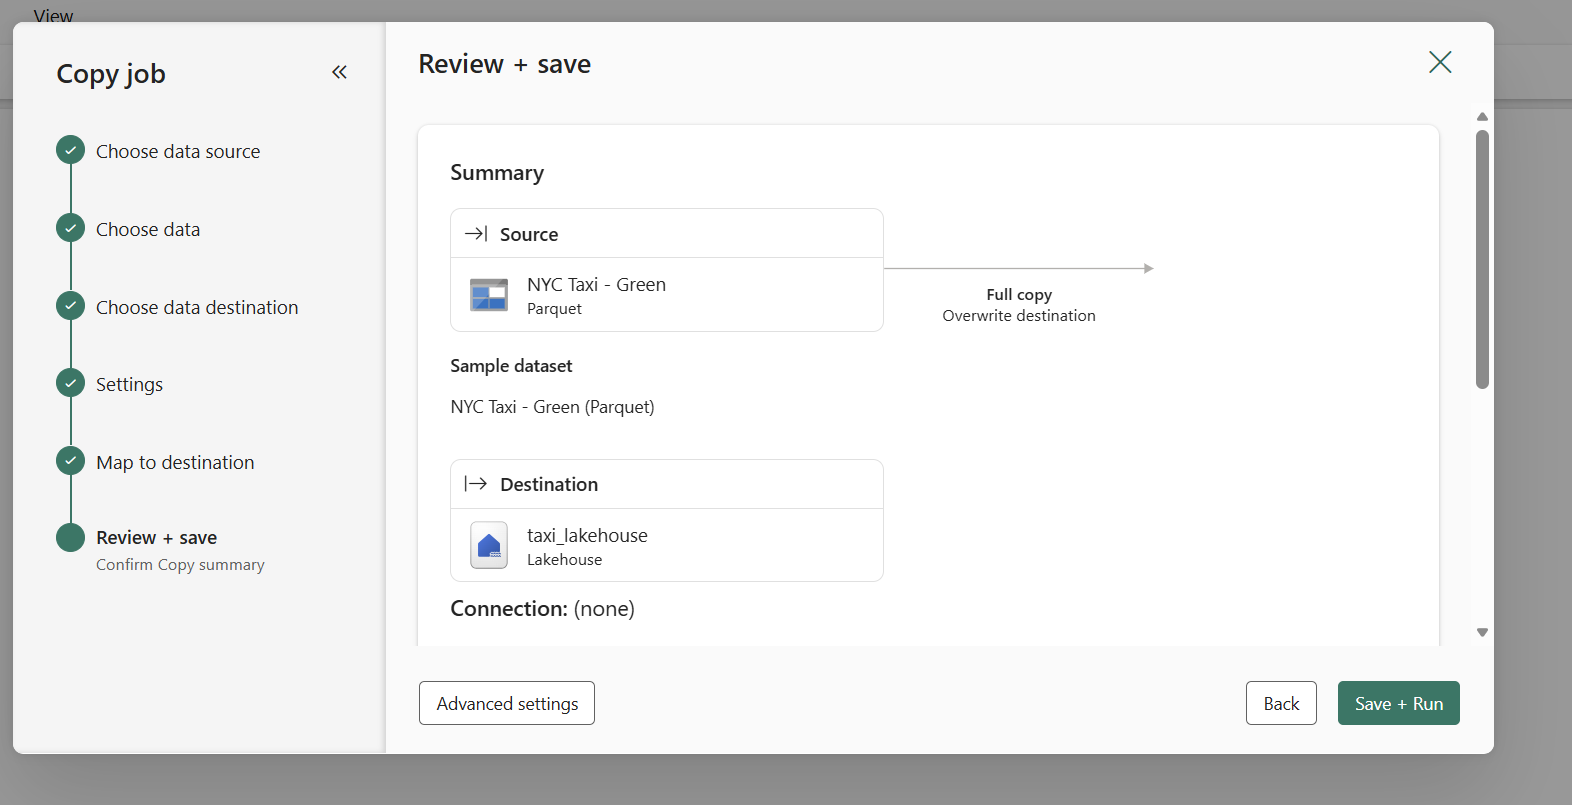 View
Copy job
Choose data source
Choose data
Choose data destination
Settings
Map to destination
Review + save
Confirm Copy summary
Review + save
Summary
Source
NYC Taxi - Green
Parquet
Full copy
Overwrite destination
Sample dataset
NYC Taxi - Green (Parquet)
Destination
taxi_lakehouse
Lakehouse
Connection: (none)
Advanced settings
Back
Save + Run